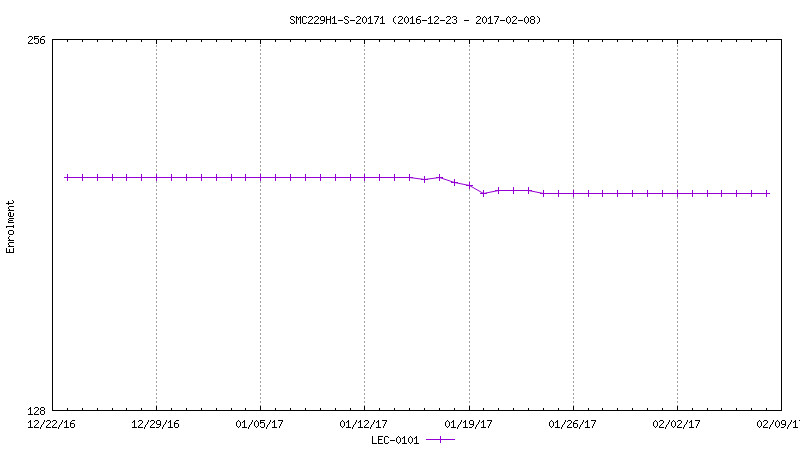 SMC229H1-S-20171 (2016-12-23 - 2017-02-08)
256
Enrolment
128
12/22/16 12/29/16 01/05/17 01/12/17 01/19/17 01/26/17 02/02/17 02/09/17
LEC-0101